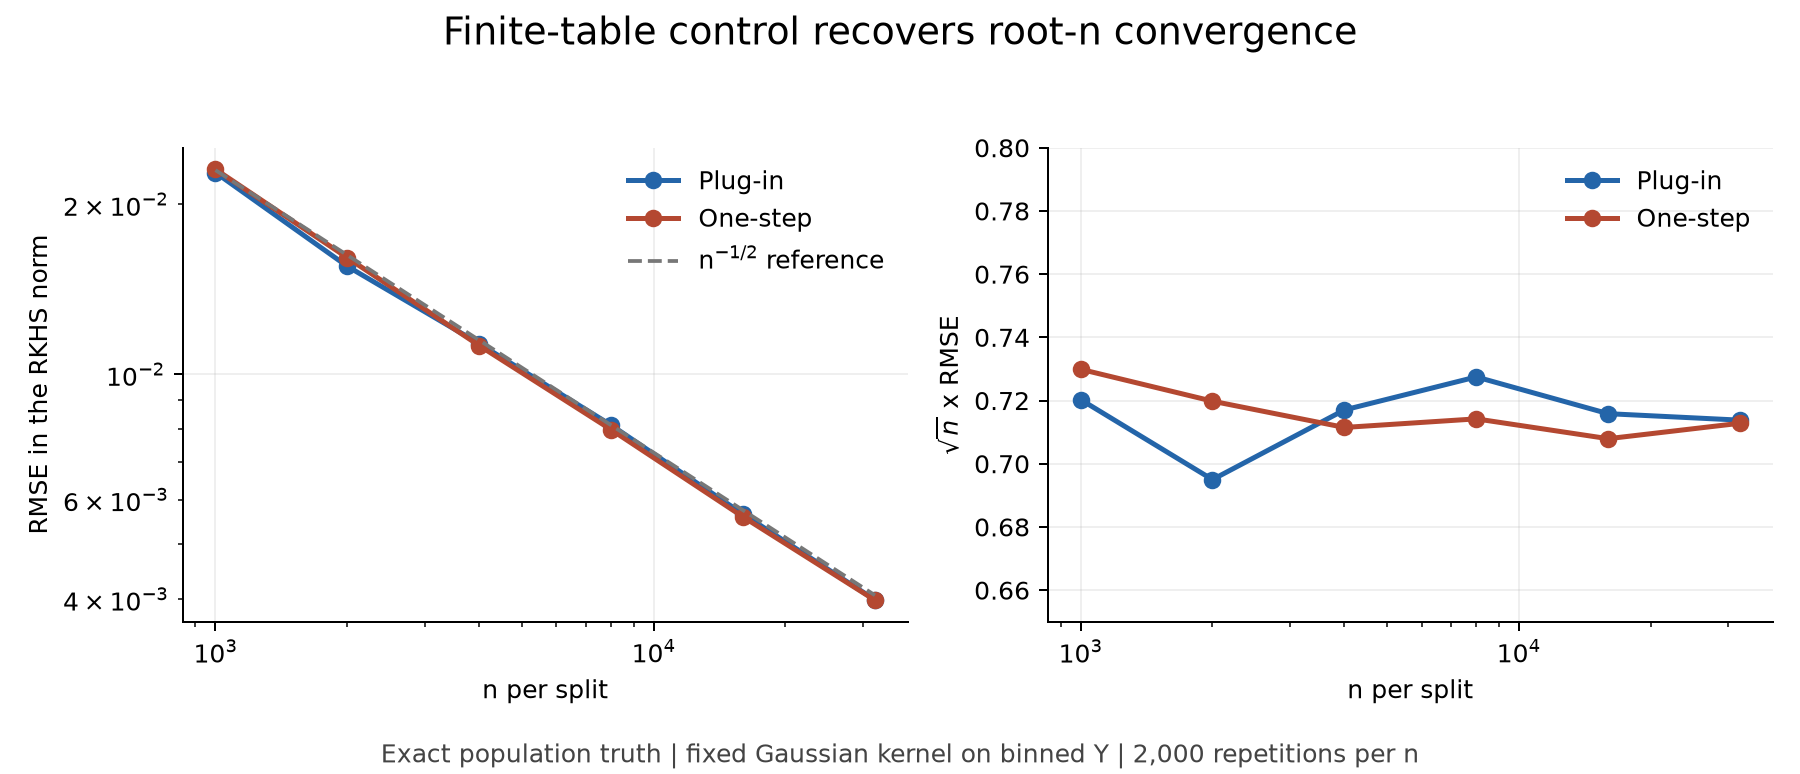 Finite-table control recovers root-n convergence
RMSE in the RKHS norm
2 × 10⁻²
10⁻²
6 × 10⁻³
4 × 10⁻³
Plug-in
One-step
n⁻¹/² reference
10³
10⁴
n per split
√n x RMSE
0.80
0.78
0.76
0.74
0.72
0.70
0.68
0.66
Plug-in
One-step
10³
10⁴
n per split
Exact population truth | fixed Gaussian kernel on binned Y | 2,000 repetitions per n